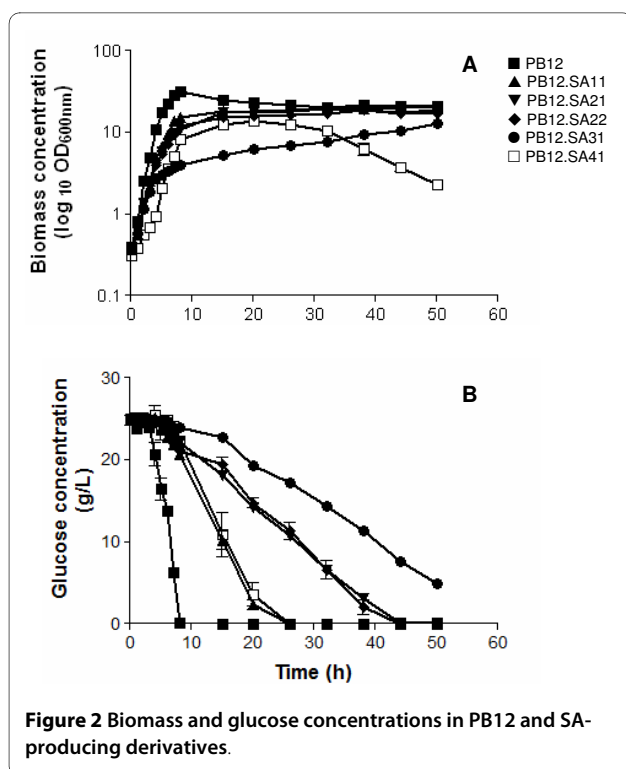 A
Biomass concentration
(log 10 OD600nm)
100
10
1
0.1
0
10
20
30
40
50
PB12
PB12.SA11
PB12.SA21
PB12.SA22
PB12.SA31
PB12.SA41
B
Glucose concentration
(g/L)
30
20
10
0
0
10
20
30
40
50
60
Time (h)
Figure 2 Biomass and glucose concentrations in PB12 and SA-
producing derivatives.